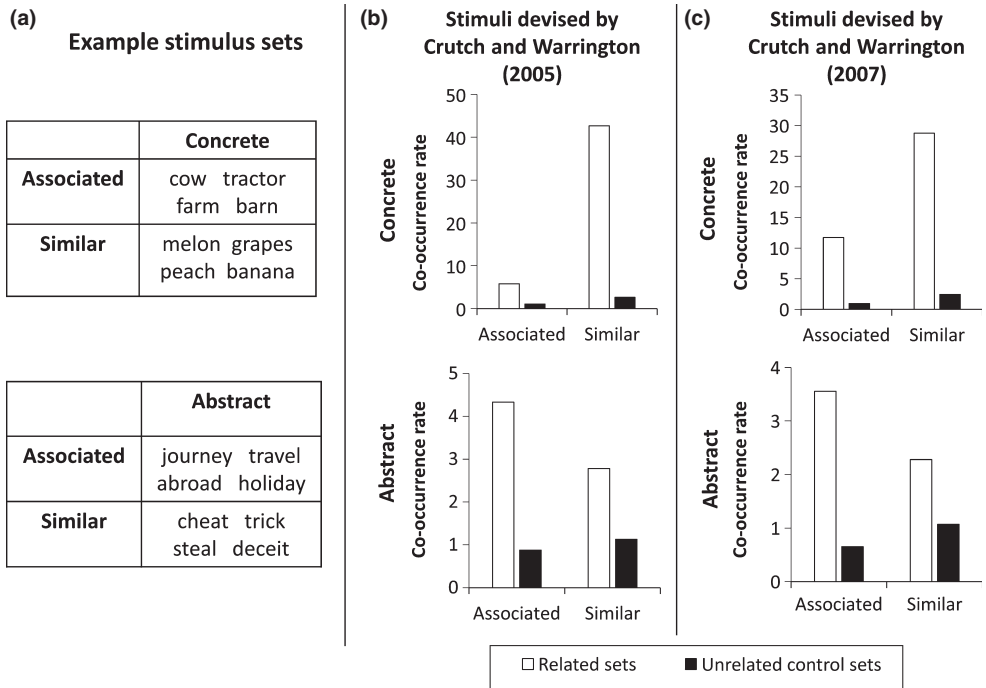 (a)
Example stimulus sets
Concrete
Associated
cow tractor
farm barn
Similar
melon grapes
peach banana
Abstract
Associated
journey travel
abroad holiday
Similar
cheat trick
steal deceit
(b)
Stimuli devised by
Crutch and Warrington
(2005)
Concrete
Co-occurrence rate
50
40
30
20
10
0
Associated
Similar
Abstract
Co-occurrence rate
5
4
3
2
1
0
Associated
Similar
(c)
Stimuli devised by
Crutch and Warrington
(2007)
Concrete
Co-occurrence rate
35
30
25
20
15
10
5
0
Associated
Similar
Abstract
Co-occurrence rate
4
3
2
1
0
Associated
Similar
Related sets
Unrelated control sets